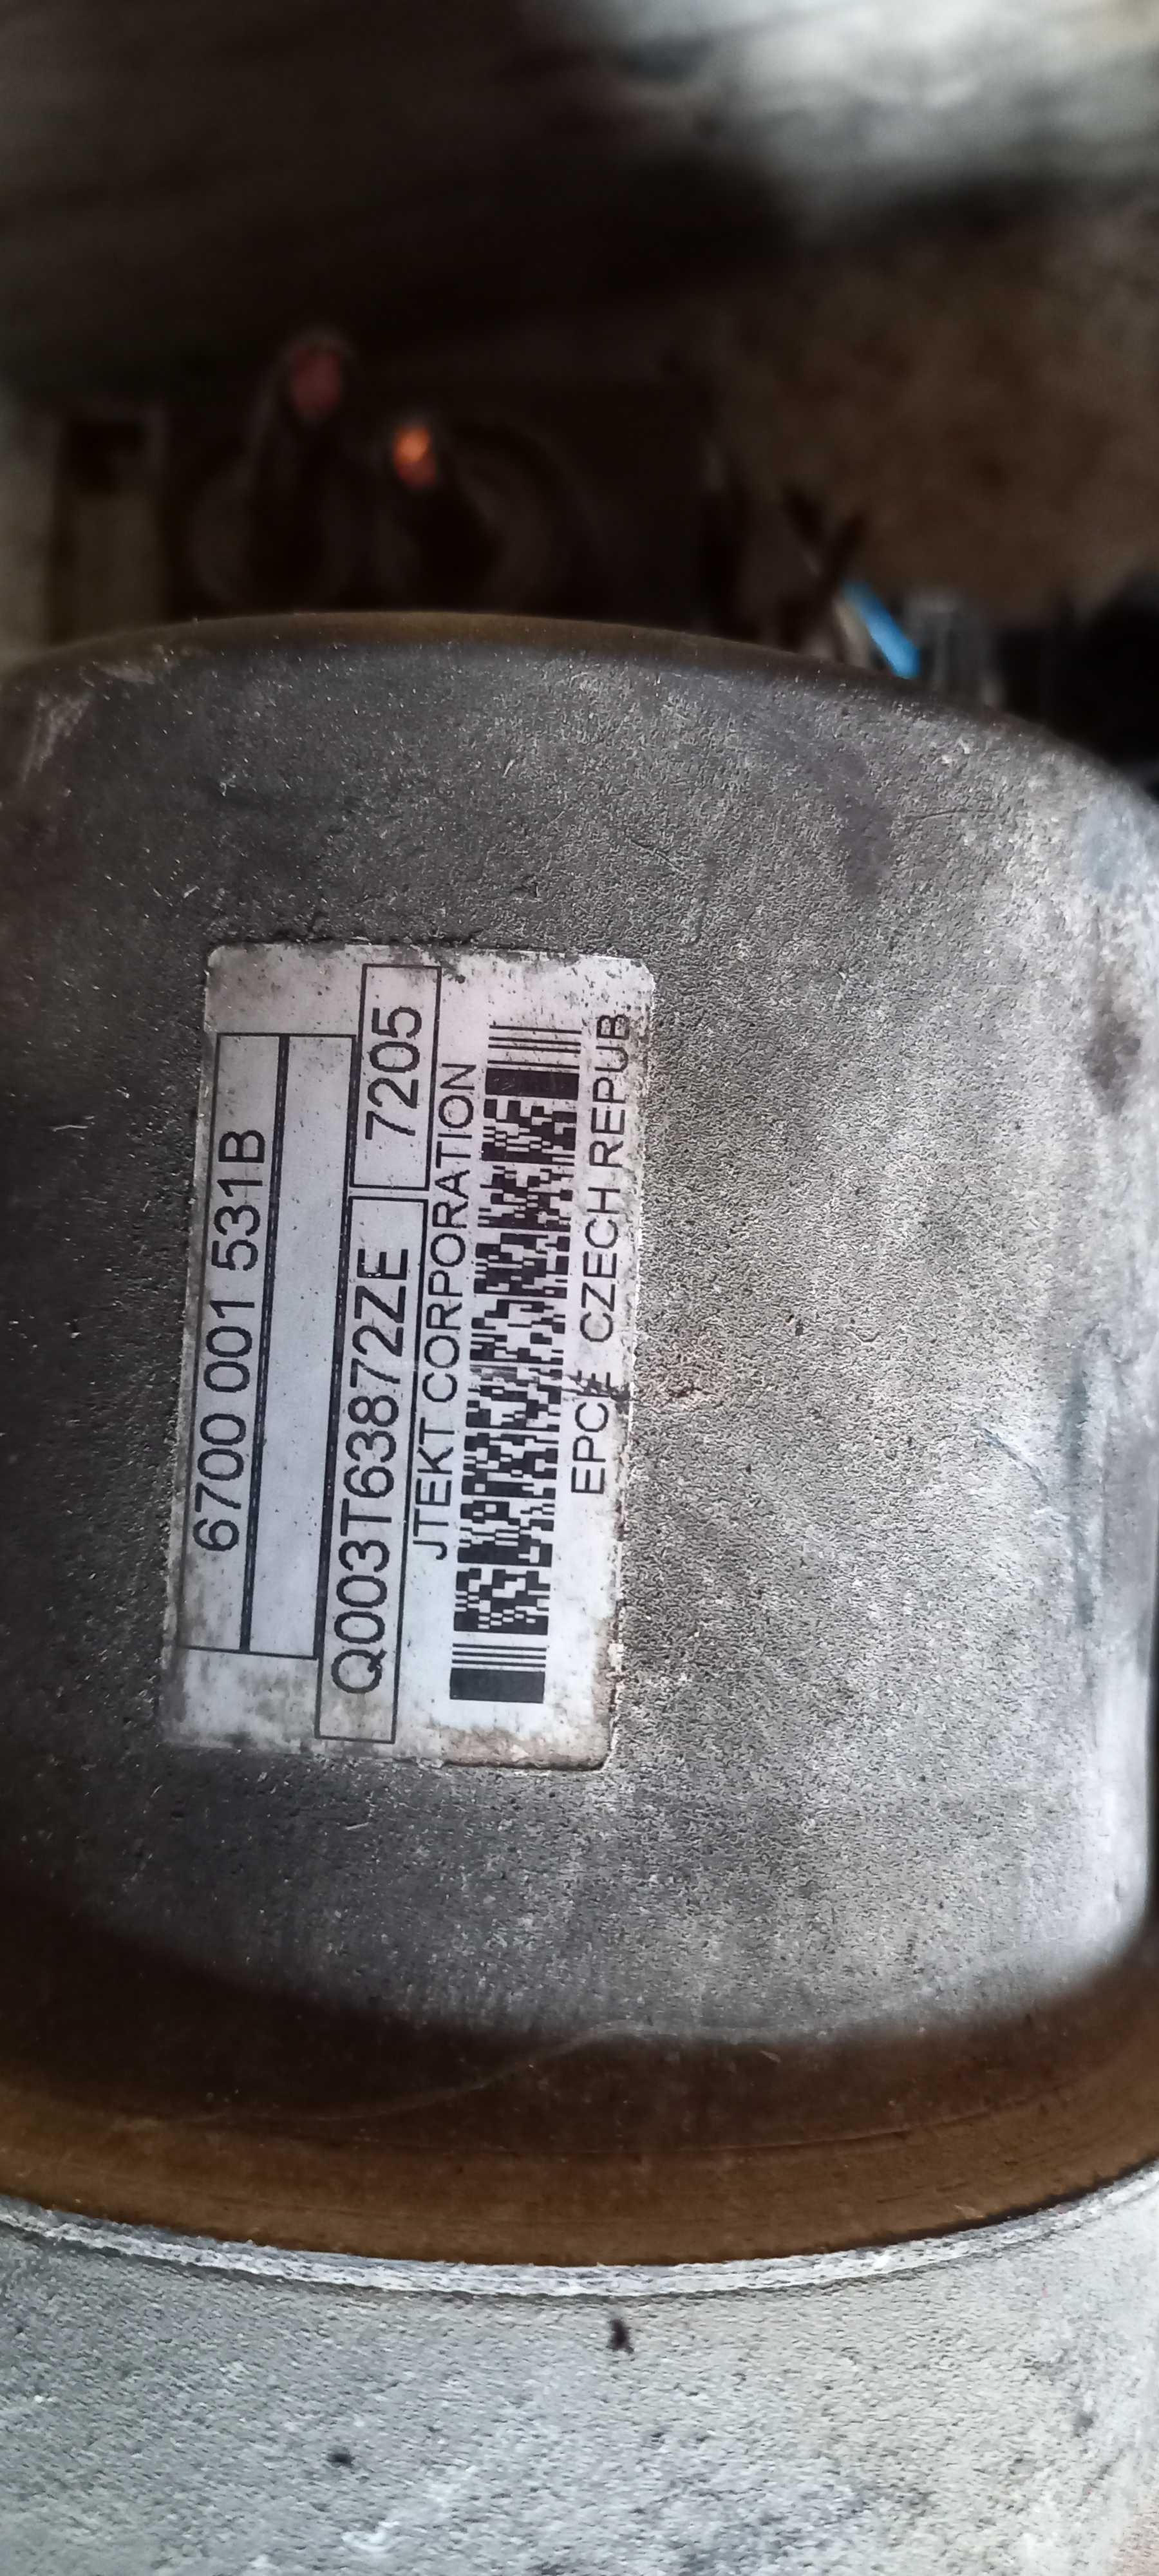 6700 001 531B
Q003T63872ZE 7205
JTEKT CORPORATION
CZECH REPUB.